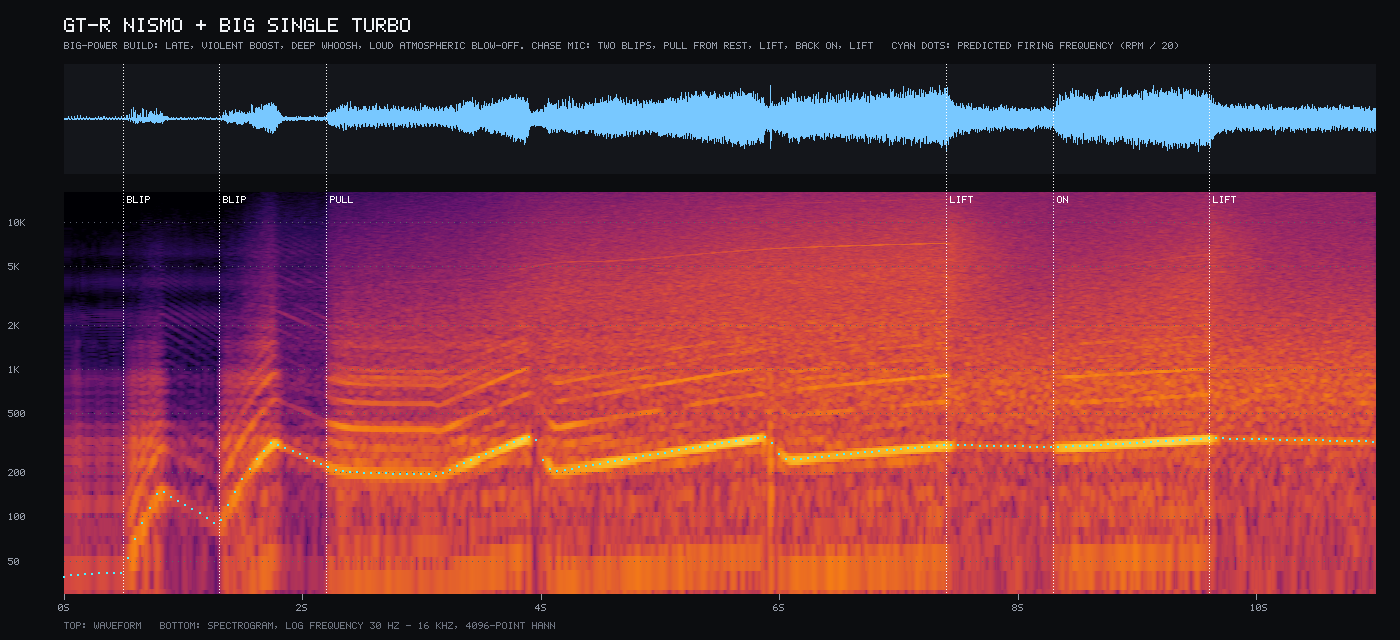 GT-R NISMO + BIG SINGLE TURBO
BIG-POWER BUILD: LATE, VIOLENT BOOST, DEEP WHOOSH, LOUD ATMOSPHERIC BLOW-OFF. CHASE MIC: TWO BLIPS, PULL FROM REST, LIFT, BACK ON, LIFT   CYAN DOTS: PREDICTED FIRING FREQUENCY (RPM / 20)
BLIP BLIP PULL LIFT ON LIFT
10K
5K
2K
1K
500
200
100
50
0S 2S 4S 6S 8S 10S
TOP: WAVEFORM   BOTTOM: SPECTROGRAM, LOG FREQUENCY 30 HZ - 16 KHZ, 4096-POINT HANN